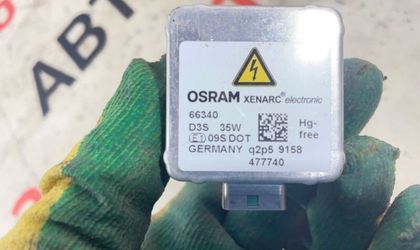 АВТ
OSRAM XENARC® electronic
66340
D3S 35W
Hg-
free
E1 09S DOT
GERMANY q2p5 9158
477740